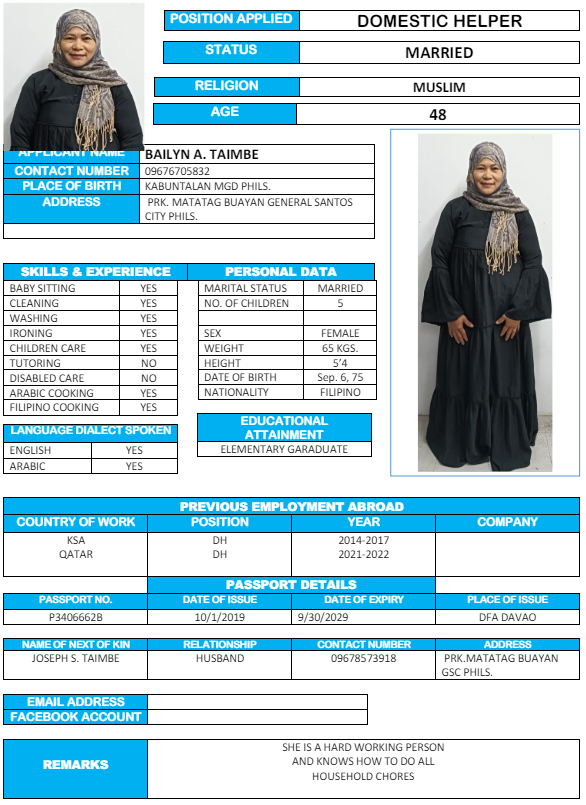 POSITION APPLIED DOMESTIC HELPER
STATUS MARRIED
RELIGION MUSLIM
AGE 48
APPLICANT NAME BAILYN A. TAIMBE
CONTACT NUMBER 09676705832
PLACE OF BIRTH KABUNTALAN MGD PHILS.
ADDRESS PRK. MATATAG BUAYAN GENERAL SANTOS
CITY PHILS.
SKILLS & EXPERIENCE
BABY SITTING YES
CLEANING YES
WASHING YES
IRONING YES
CHILDREN CARE YES
TUTORING NO
DISABLED CARE NO
ARABIC COOKING YES
FILIPINO COOKING YES
LANGUAGE DIALECT SPOKEN
ENGLISH YES
ARABIC YES
PERSONAL DATA
MARITAL STATUS MARRIED
NO. OF CHILDREN 5
SEX FEMALE
WEIGHT 65 KGS.
HEIGHT 5'4
DATE OF BIRTH Sep. 6, 75
NATIONALITY FILIPINO
EDUCATIONAL
ATTAINMENT
ELEMENTARY GARADUATE
PREVIOUS EMPLOYMENT ABROAD
COUNTRY OF WORK POSITION YEAR COMPANY
KSA DH 2014-2017
QATAR DH 2021-2022
PASSPORT DETAILS
PASSPORT NO. DATE OF ISSUE DATE OF EXPIRY PLACE OF ISSUE
P3406662B 10/1/2019 9/30/2029 DFA DAVAO
NAME OF NEXT OF KIN RELATIONSHIP CONTACT NUMBER ADDRESS
JOSEPH S. TAIMBE HUSBAND 09678573918 PRK.MATATAG BUAYAN
GSC PHILS.
EMAIL ADDRESS
FACEBOOK ACCOUNT
REMARKS
SHE IS A HARD WORKING PERSON
AND KNOWS HOW TO DO ALL
HOUSEHOLD CHORES